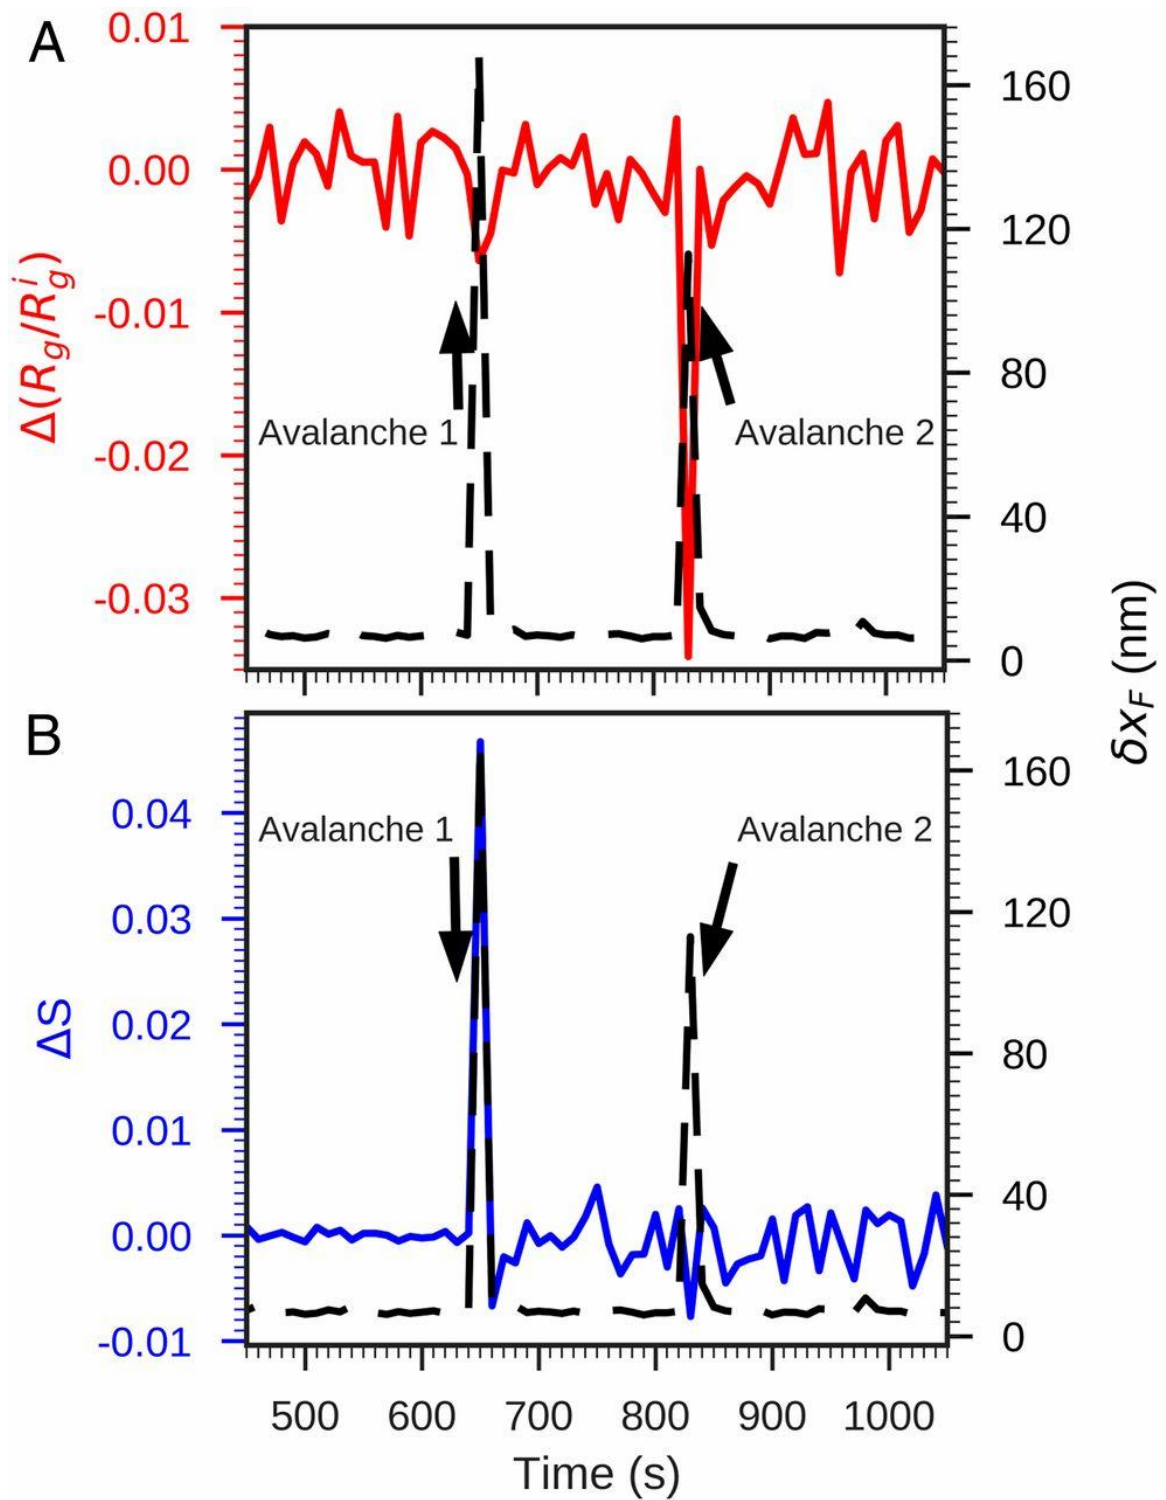 A
0.01
0.00
-0.01
-0.02
-0.03
Δ(R_g/R_g^i)
160
120
80
40
0
Avalanche 1
Avalanche 2
δx_F (nm)
B
0.04
0.03
0.02
0.01
0.00
-0.01
ΔS
160
120
80
40
0
Avalanche 1
Avalanche 2
500 600 700 800 900 1000
Time (s)